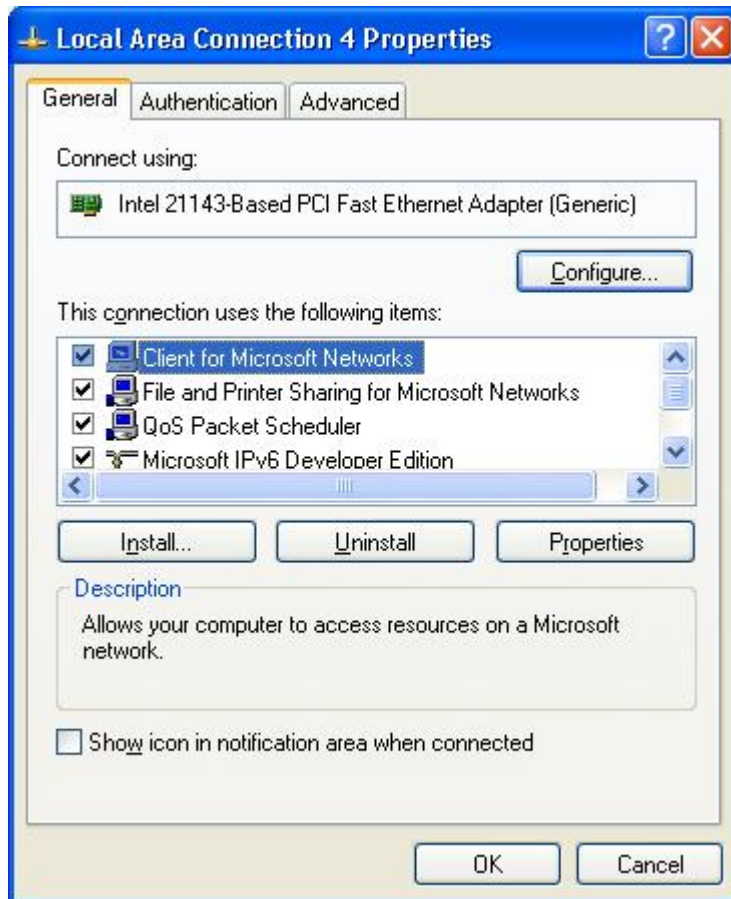 Local Area Connection 4 Properties
General Authentication Advanced
Connect using:
Intel 21143-Based PCI Fast Ethernet Adapter (Generic)
Configure...
This connection uses the following items:
Client for Microsoft Networks
File and Printer Sharing for Microsoft Networks
QoS Packet Scheduler
Microsoft IPv6 Developer Edition
Install... Uninstall Properties
Description
Allows your computer to access resources on a Microsoft
network.
Show icon in notification area when connected
OK Cancel